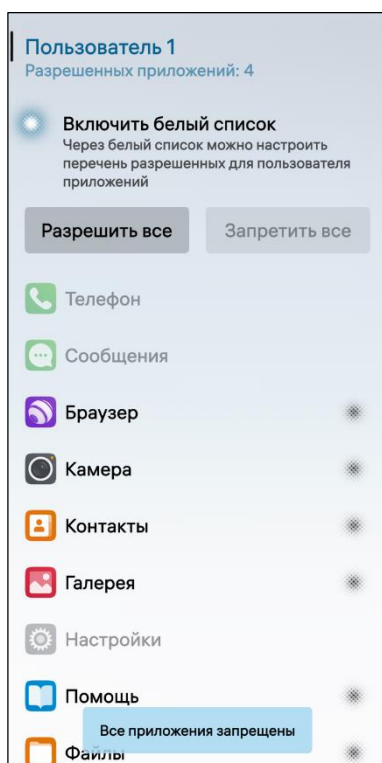 Пользователь 1
Разрешенных приложений: 4
Включить белый список
Через белый список можно настроить
перечень разрешенных для пользователя
приложений
Разрешить все
Запретить все
Телефон
Сообщения
Браузер
Камера
Контакты
Галерея
Настройки
Помощь
Все приложения запрещены
Файлы